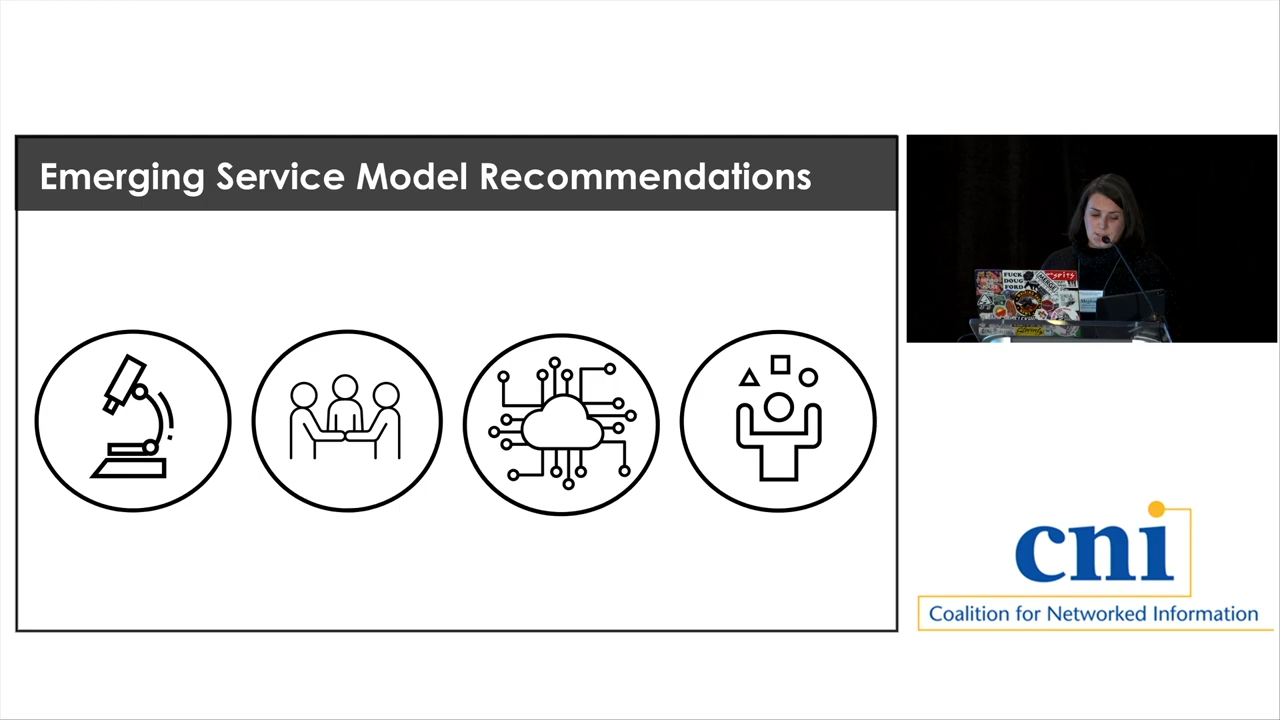 Emerging Service Model Recommendations
FUCK
DOUG
FORD
cni
Coalition for Networked Information